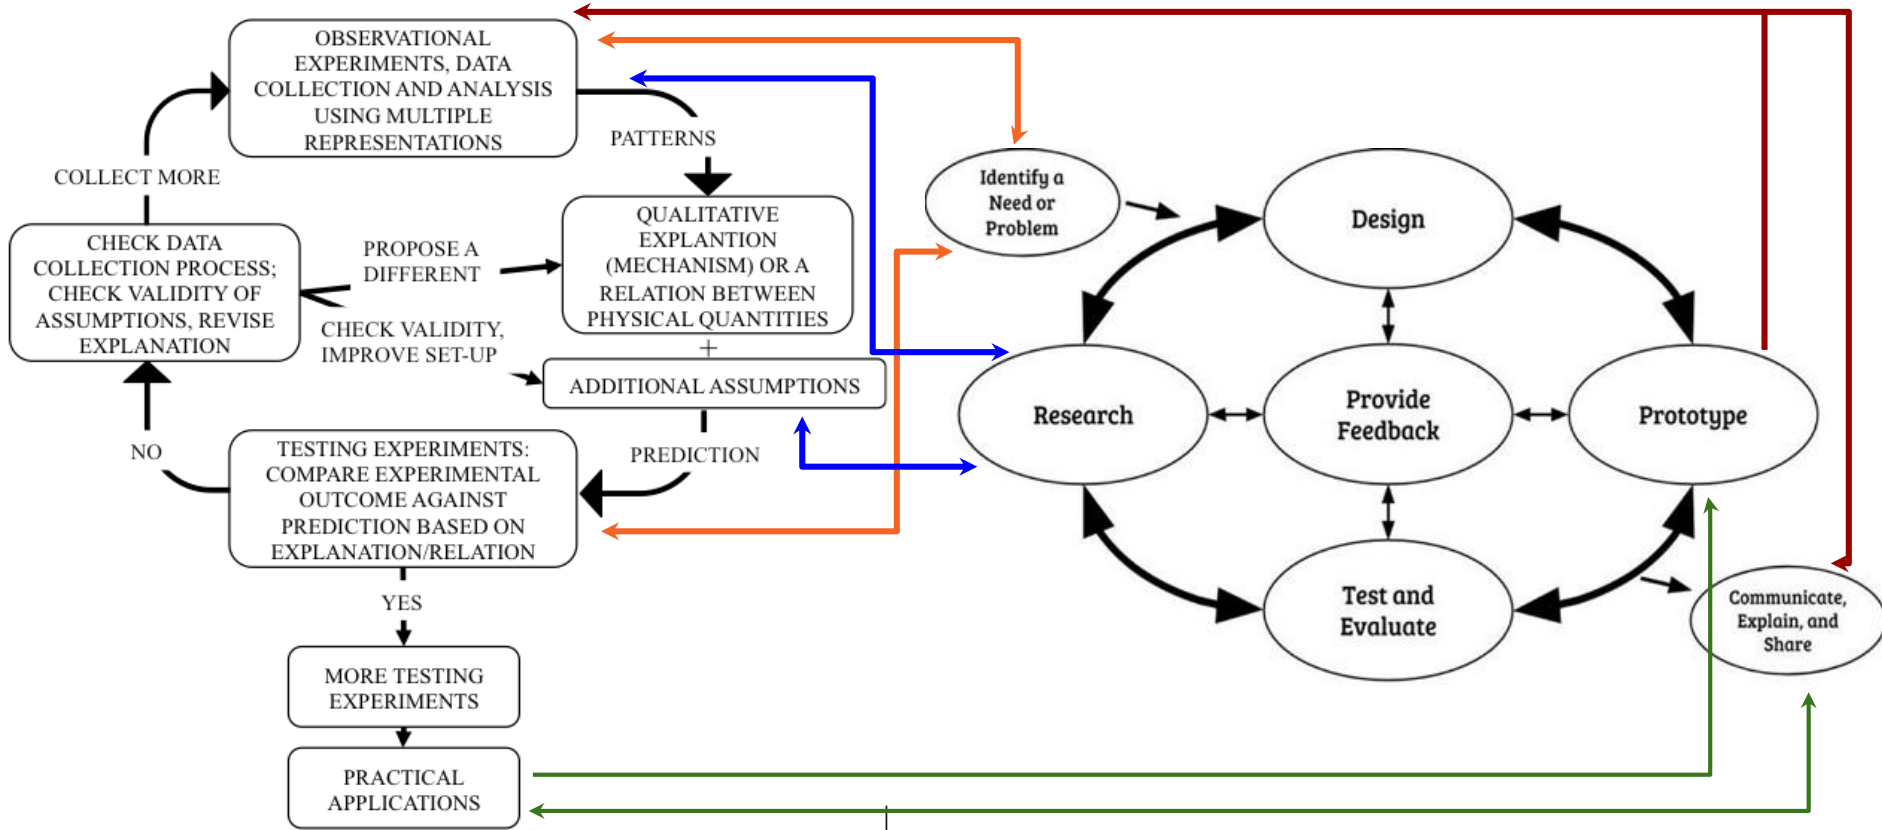 OBSERVATIONAL
EXPERIMENTS, DATA
COLLECTION AND ANALYSIS
USING MULTIPLE
REPRESENTATIONS
PATTERNS
COLLECT MORE
QUALITATIVE
EXPLANTION
(MECHANISM) OR A
RELATION BETWEEN
PHYSICAL QUANTITIES
+
ADDITIONAL ASSUMPTIONS
CHECK DATA
COLLECTION PROCESS;
CHECK VALIDITY OF
ASSUMPTIONS, REVISE
EXPLANATION
PROPOSE A
DIFFERENT
CHECK VALIDITY,
IMPROVE SET-UP
PREDICTION
NO
TESTING EXPERIMENTS:
COMPARE EXPERIMENTAL
OUTCOME AGAINST
PREDICTION BASED ON
EXPLANATION/RELATION
YES
MORE TESTING
EXPERIMENTS
PRACTICAL
APPLICATIONS
Identify a
Need or
Problem
Design
Research
Provide
Feedback
Prototype
Test and
Evaluate
Communicate,
Explain, and
Share